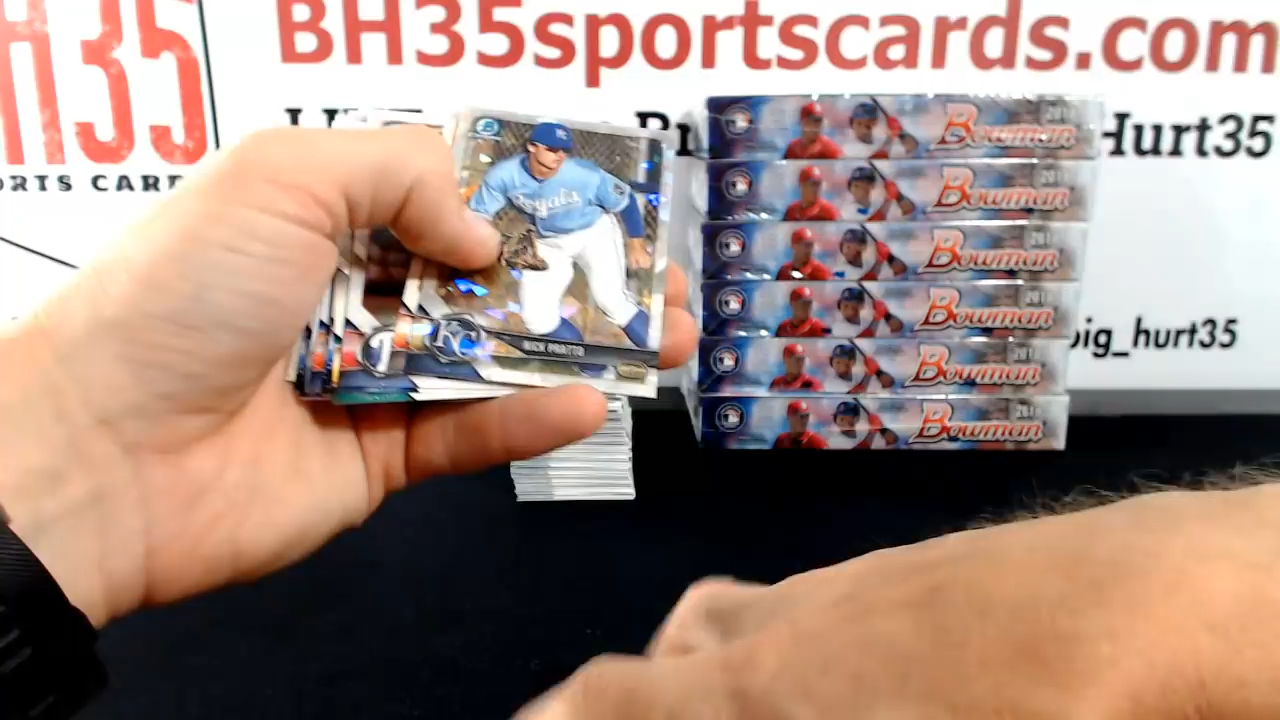 BH35sportscards.com
H35
ORTS CARD
Hurt35
big_hurt35
Royals
KC
NICK PRATTO
Bowman
Bowman
Bowman
Bowman
Bowman
Bowman